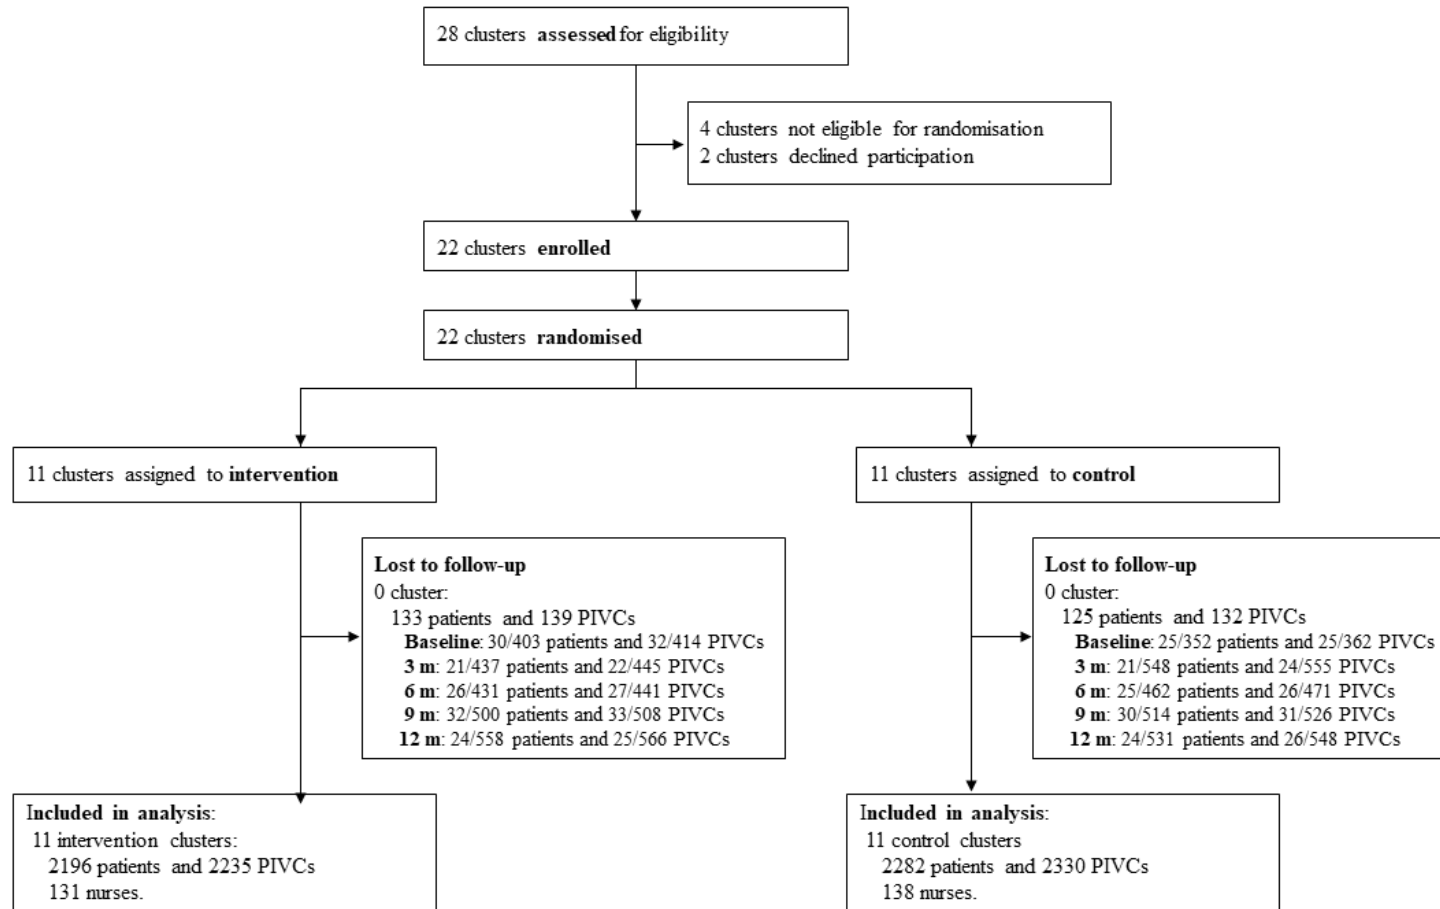 28 clusters assessed for eligibility
4 clusters not eligible for randomisation
2 clusters declined participation
22 clusters enrolled
22 clusters randomised
11 clusters assigned to intervention
11 clusters assigned to control
Lost to follow-up
0 cluster:
133 patients and 139 PIVCs
Baseline: 30/403 patients and 32/414 PIVCs
3 m: 21/437 patients and 22/445 PIVCs
6 m: 26/431 patients and 27/441 PIVCs
9 m: 32/500 patients and 33/508 PIVCs
12 m: 24/558 patients and 25/566 PIVCs
Lost to follow-up
0 cluster:
125 patients and 132 PIVCs
Baseline: 25/352 patients and 25/362 PIVCs
3 m: 21/548 patients and 24/555 PIVCs
6 m: 25/462 patients and 26/471 PIVCs
9 m: 30/514 patients and 31/526 PIVCs
12 m: 24/531 patients and 26/548 PIVCs
Included in analysis:
11 intervention clusters:
2196 patients and 2235 PIVCs
131 nurses.
Included in analysis:
11 control clusters
2282 patients and 2330 PIVCs
138 nurses.